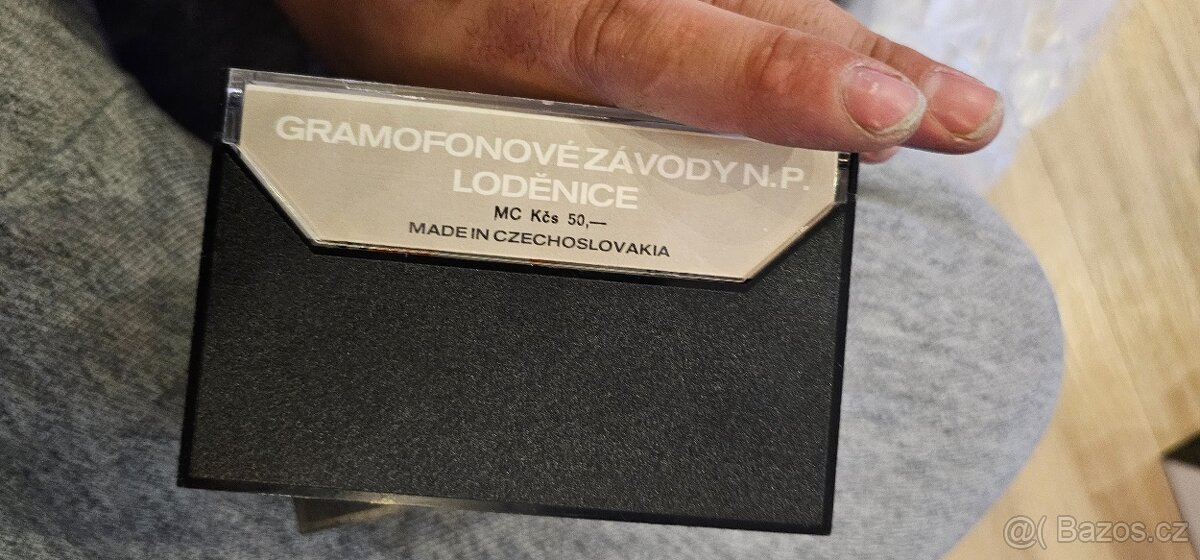 GRAMOFONOVÉ ZÁVODY N.P.
LODĚNICE
MC Kčs 50,—
MADE IN CZECHOSLOVAKIA
@( Bazos.cz